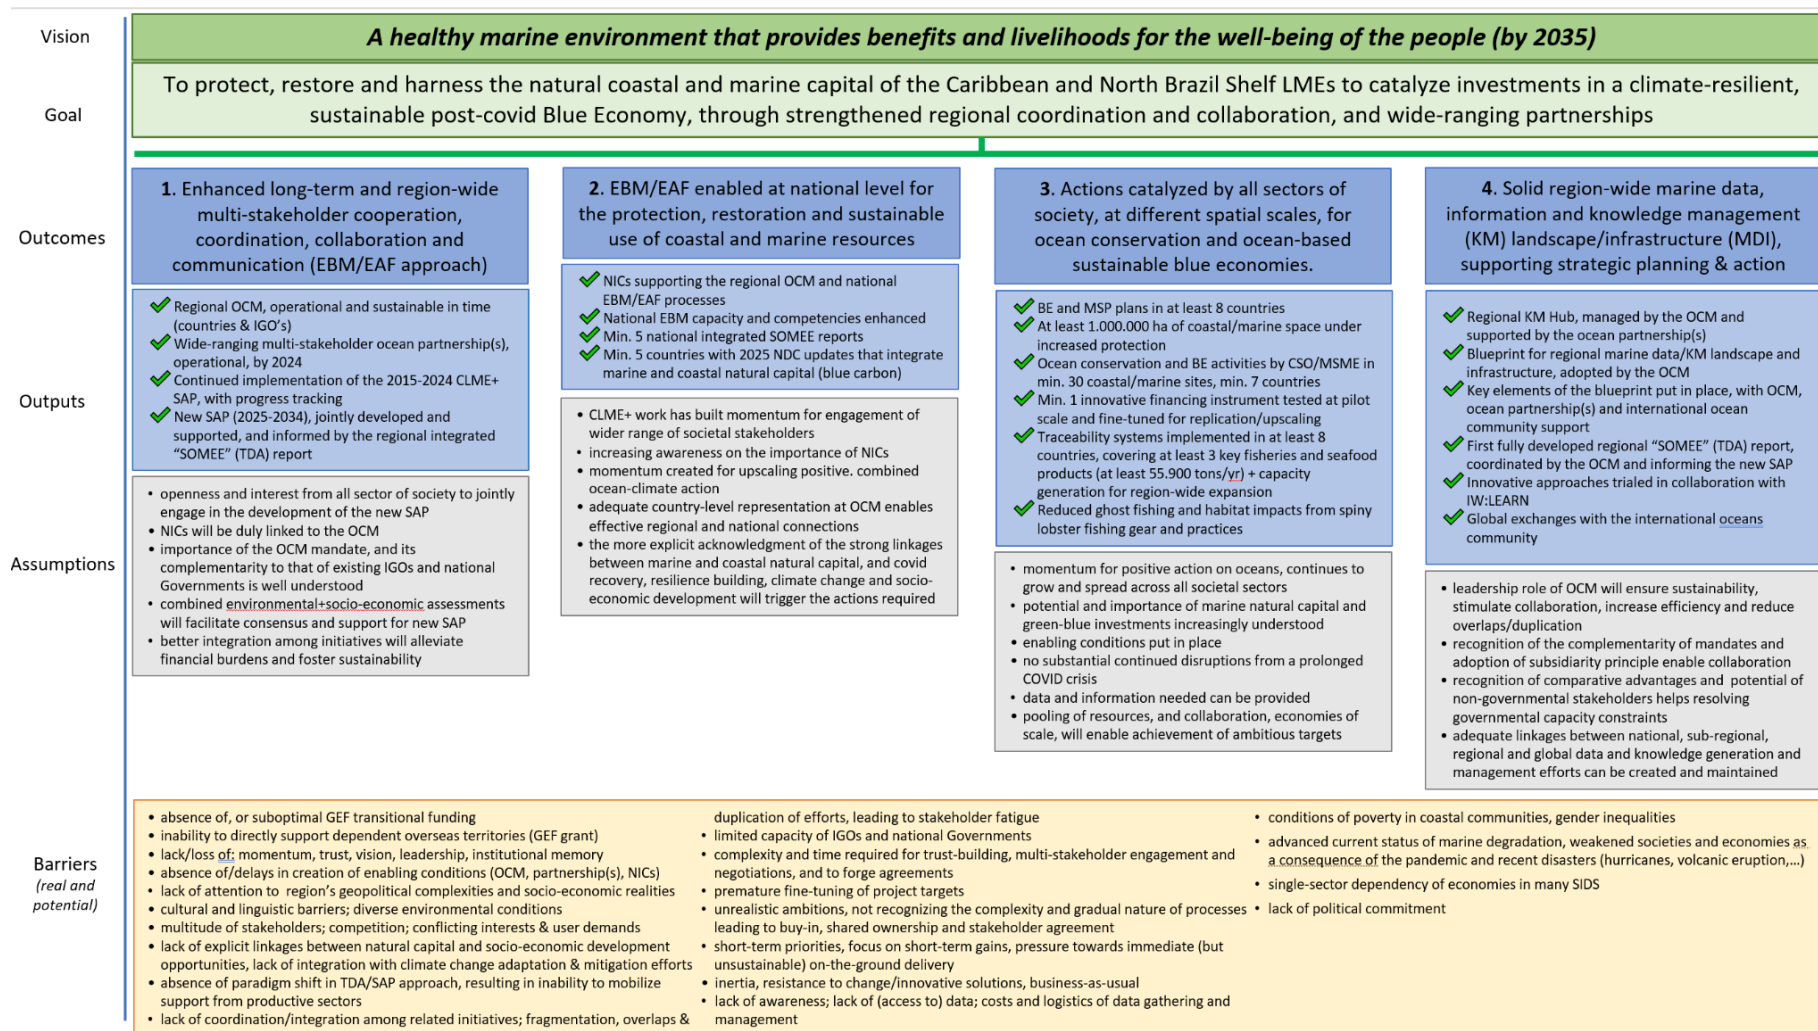 Vision
A healthy marine environment that provides benefits and livelihoods for the well-being of the people (by 2035)
Goal
To protect, restore and harness the natural coastal and marine capital of the Caribbean and North Brazil Shelf LMEs to catalyze investments in a climate-resilient,
sustainable post-covid Blue Economy, through strengthened regional coordination and collaboration, and wide-ranging partnerships
Outcomes
1. Enhanced long-term and region-wide
multi-stakeholder cooperation,
coordination, collaboration and
communication (EBM/EAF approach)
2. EBM/EAF enabled at national level for
the protection, restoration and sustainable
use of coastal and marine resources
3. Actions catalyzed by all sectors of
society, at different spatial scales, for
ocean conservation and ocean-based
sustainable blue economies.
4. Solid region-wide marine data,
information and knowledge management
(KM) landscape/infrastructure (MDI),
supporting strategic planning & action
Outputs
Regional OCM, operational and sustainable in time
(countries & IGO's)
Wide-ranging multi-stakeholder ocean partnership(s),
operational, by 2024
Continued implementation of the 2015-2024 CLME+
SAP, with progress tracking
New SAP (2025-2034), jointly developed and
supported, and informed by the regional integrated
“SOMEE” (TDA) report
NICs supporting the regional OCM and national
EBM/EAF processes
National EBM capacity and competencies enhanced
Min. 5 national integrated SOMEE reports
Min. 5 countries with 2025 NDC updates that integrate
marine and coastal natural capital (blue carbon)
BE and MSP plans in at least 8 countries
At least 1.000.000 ha of coastal/marine space under
increased protection
Ocean conservation and BE activities by CSO/MSME in
min. 30 coastal/marine sites, min. 7 countries
Min. 1 innovative financing instrument tested at pilot
scale and fine-tuned for replication/upscaling
Traceability systems implemented in at least 8
countries, covering at least 3 key fisheries and seafood
products (at least 55.900 tons/yr) + capacity
generation for region-wide expansion
Reduced ghost fishing and habitat impacts from spiny
lobster fishing gear and practices
Regional KM Hub, managed by the OCM and
supported by the ocean partnership(s)
Blueprint for regional marine data/KM landscape and
infrastructure, adopted by the OCM
Key elements of the blueprint put in place, with OCM,
ocean partnership(s) and international ocean
community support
First fully developed regional “SOMEE” (TDA) report,
coordinated by the OCM and informing the new SAP
Innovative approaches trialed in collaboration with
IW:LEARN
Global exchanges with the international oceans
community
Assumptions
• openness and interest from all sector of society to jointly
engage in the development of the new SAP
• NICs will be duly linked to the OCM
• importance of the OCM mandate, and its
complementarity to that of existing IGOs and national
Governments is well understood
• combined environmental+socio-economic assessments
will facilitate consensus and support for new SAP
• better integration among initiatives will alleviate
financial burdens and foster sustainability
• CLME+ work has built momentum for engagement of
wider range of societal stakeholders
• increasing awareness on the importance of NICs
• momentum created for upscaling positive. combined
ocean-climate action
• adequate country-level representation at OCM enables
effective regional and national connections
• the more explicit acknowledgment of the strong linkages
between marine and coastal natural capital, and covid
recovery, resilience building, climate change and socio-
economic development will trigger the actions required
• momentum for positive action on oceans, continues to
grow and spread across all societal sectors
• potential and importance of marine natural capital and
green-blue investments increasingly understood
• enabling conditions put in place
• no substantial continued disruptions from a prolonged
COVID crisis
• data and information needed can be provided
• pooling of resources, and collaboration, economies of
scale, will enable achievement of ambitious targets
• leadership role of OCM will ensure sustainability,
stimulate collaboration, increase efficiency and reduce
overlaps/duplication
• recognition of the complementarity of mandates and
adoption of subsidiarity principle enable collaboration
• recognition of comparative advantages and potential of
non-governmental stakeholders helps resolving
governmental capacity constraints
• adequate linkages between national, sub-regional,
regional and global data and knowledge generation and
management efforts can be created and maintained
Barriers
(real and
potential)
• absence of, or suboptimal GEF transitional funding
• inability to directly support dependent overseas territories (GEF grant)
• lack/loss of: momentum, trust, vision, leadership, institutional memory
• absence of/delays in creation of enabling conditions (OCM, partnership(s), NICs)
• lack of attention to region's geopolitical complexities and socio-economic realities
• cultural and linguistic barriers; diverse environmental conditions
• multitude of stakeholders; competition; conflicting interests & user demands
• lack of explicit linkages between natural capital and socio-economic development
opportunities, lack of integration with climate change adaptation & mitigation efforts
• absence of paradigm shift in TDA/SAP approach, resulting in inability to mobilize
support from productive sectors
• lack of coordination/integration among related initiatives; fragmentation, overlaps &
duplication of efforts, leading to stakeholder fatigue
• limited capacity of IGOs and national Governments
• complexity and time required for trust-building, multi-stakeholder engagement and
negotiations, and to forge agreements
• premature fine-tuning of project targets
• unrealistic ambitions, not recognizing the complexity and gradual nature of processes
leading to buy-in, shared ownership and stakeholder agreement
• short-term priorities, focus on short-term gains, pressure towards immediate (but
unsustainable) on-the-ground delivery
• inertia, resistance to change/innovative solutions, business-as-usual
• lack of awareness; lack of (access to) data; costs and logistics of data gathering and
management
• conditions of poverty in coastal communities, gender inequalities
• advanced current status of marine degradation, weakened societies and economies as
a consequence of the pandemic and recent disasters (hurricanes, volcanic eruption,...)
• single-sector dependency of economies in many SIDS
• lack of political commitment